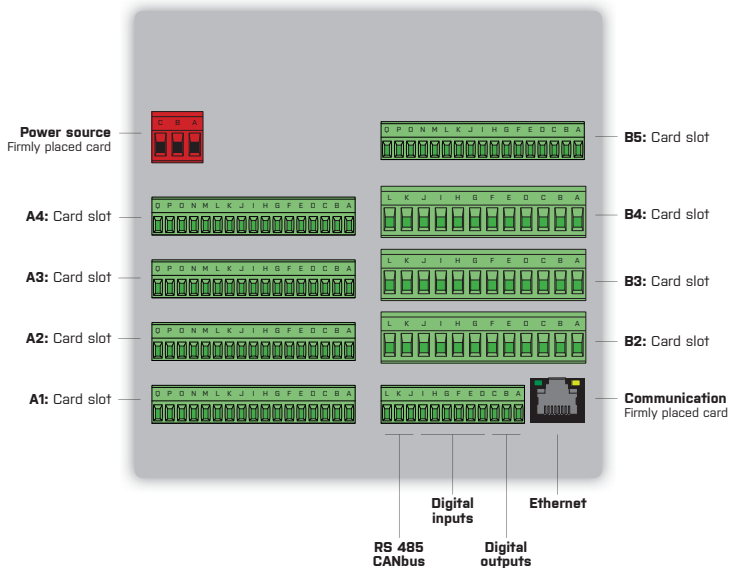 C B A
Power source
Firmly placed card
Q P O N M L K J I H G F E D C B A
B5: Card slot
A4: Card slot
Q P O N M L K J I H G F E D C B A
L K J I H G F E D C B A
B4: Card slot
A3: Card slot
Q P O N M L K J I H G F E D C B A
L K J I H G F E D C B A
B3: Card slot
A2: Card slot
Q P O N M L K J I H G F E D C B A
L K J I H G F E D C B A
B2: Card slot
A1: Card slot
Q P O N M L K J I H G F E D C B A
L K J I H G F E D C B A
Communication
Firmly placed card
RS 485
CANbus
Digital
inputs
Digital
outputs
Ethernet